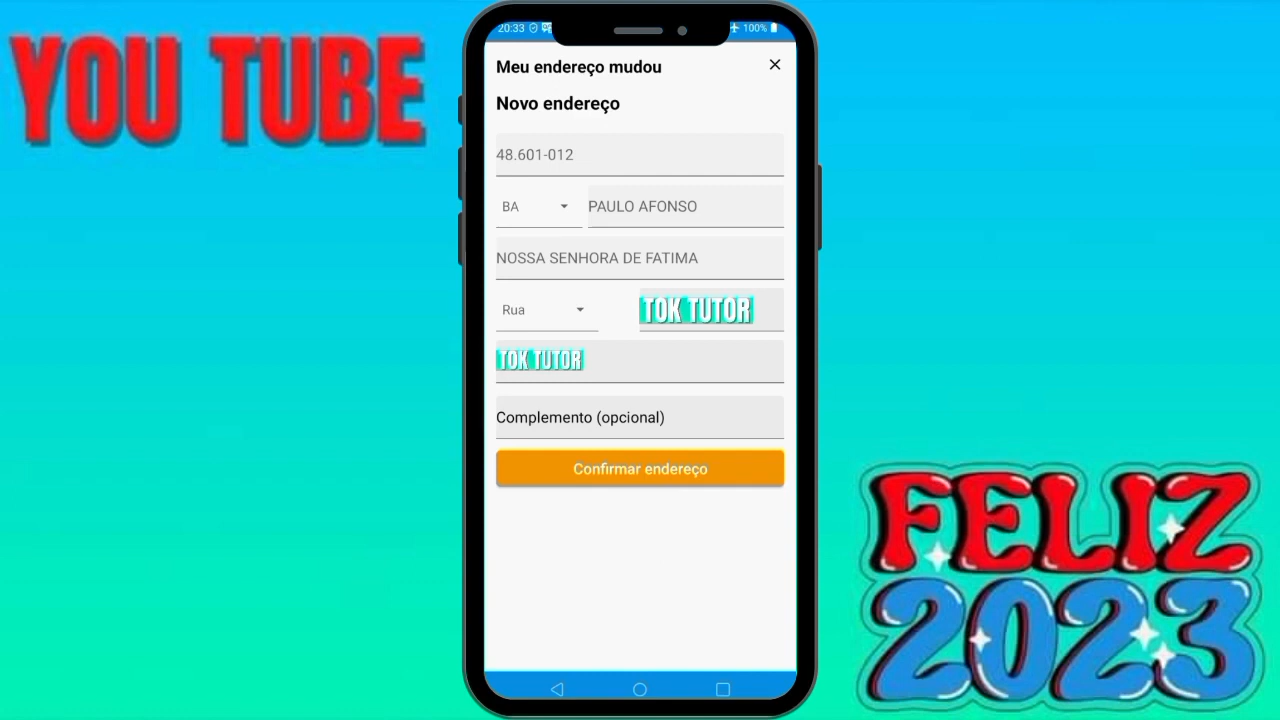 YOU TUBE
20:33
100%
Meu endereço mudou
Novo endereço
48.601-012
BA
PAULO AFONSO
NOSSA SENHORA DE FATIMA
Rua
TOK TUTOR
TOK TUTOR
Complemento (opcional)
Confirmar endereço
FELIZ
2023